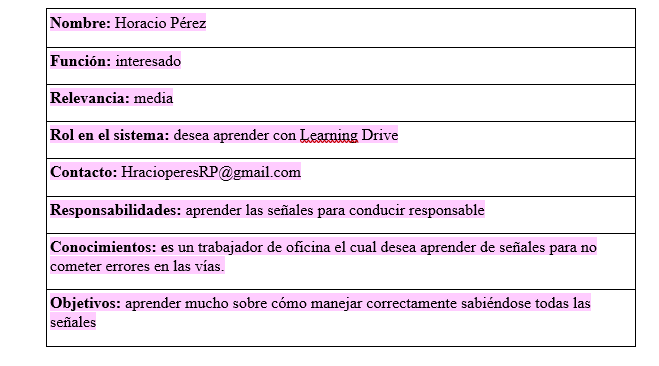 Nombre: Horacio Pérez
Función: interesado
Relevancia: media
Rol en el sistema: desea aprender con Learning Drive
Contacto: HracioperesRP@gmail.com
Responsabilidades: aprender las señales para conducir responsable
Conocimientos: es un trabajador de oficina el cual desea aprender de señales para no
cometer errores en las vías.
Objetivos: aprender mucho sobre cómo manejar correctamente sabiéndose todas las
señales